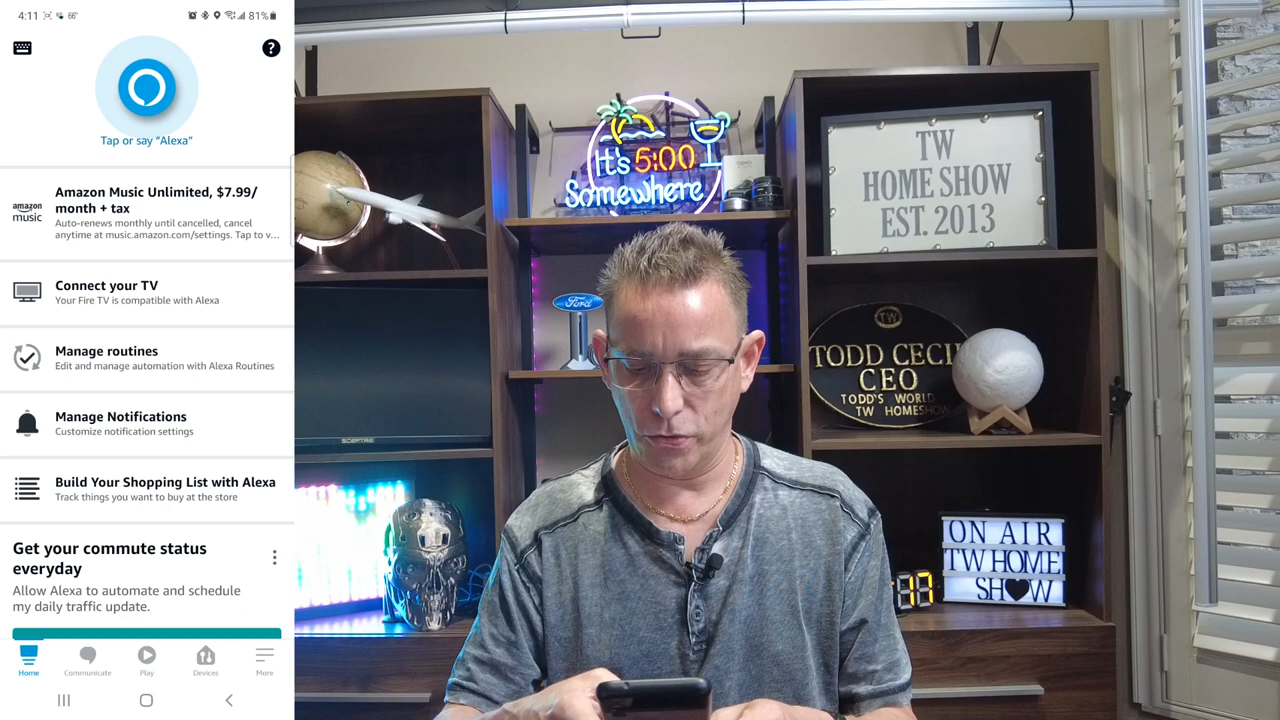 4:11
66°
81%
Tap or say “Alexa”
amazon
music
Amazon Music Unlimited, $7.99/
month + tax
Auto-renews monthly until cancelled, cancel
anytime at music.amazon.com/settings. Tap to v...
Connect your TV
Your Fire TV is compatible with Alexa
Manage routines
Edit and manage automation with Alexa Routines
Manage Notifications
Customize notification settings
Build Your Shopping List with Alexa
Track things you want to buy at the store
Get your commute status
everyday
Allow Alexa to automate and schedule
my daily traffic update.
Home
Communicate
Play
Devices
More
It's 5:00
Somewhere
TW
HOME SHOW
EST. 2013
Ford
TW
TODD CECI
CEO
TODD'S WORLD
TW HOMESHOW
SCEPTRE
ON AIR
TW HOME
SH♥W